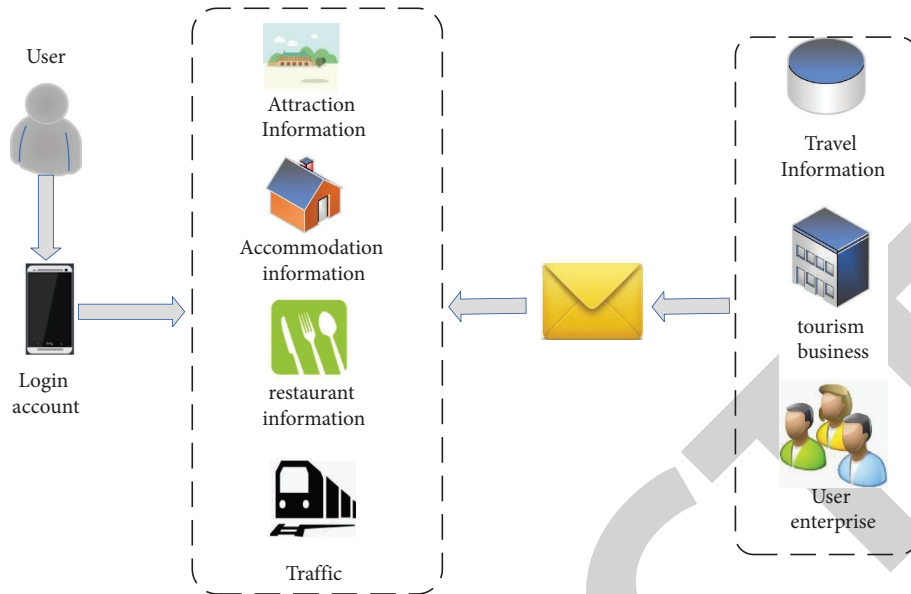 User
Login
account
Attraction
Information
Accommodation
information
restaurant
information
Traffic
Travel
Information
tourism
business
User
enterprise